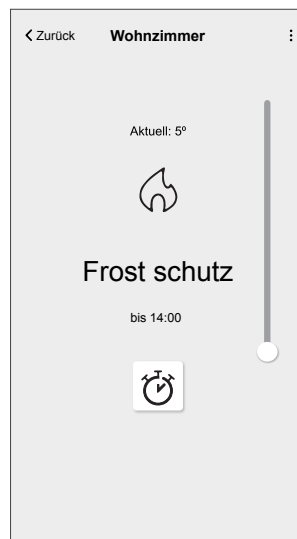 Zurück
Wohnzimmer
Aktuell: 5º
Frost schutz
bis 14:00